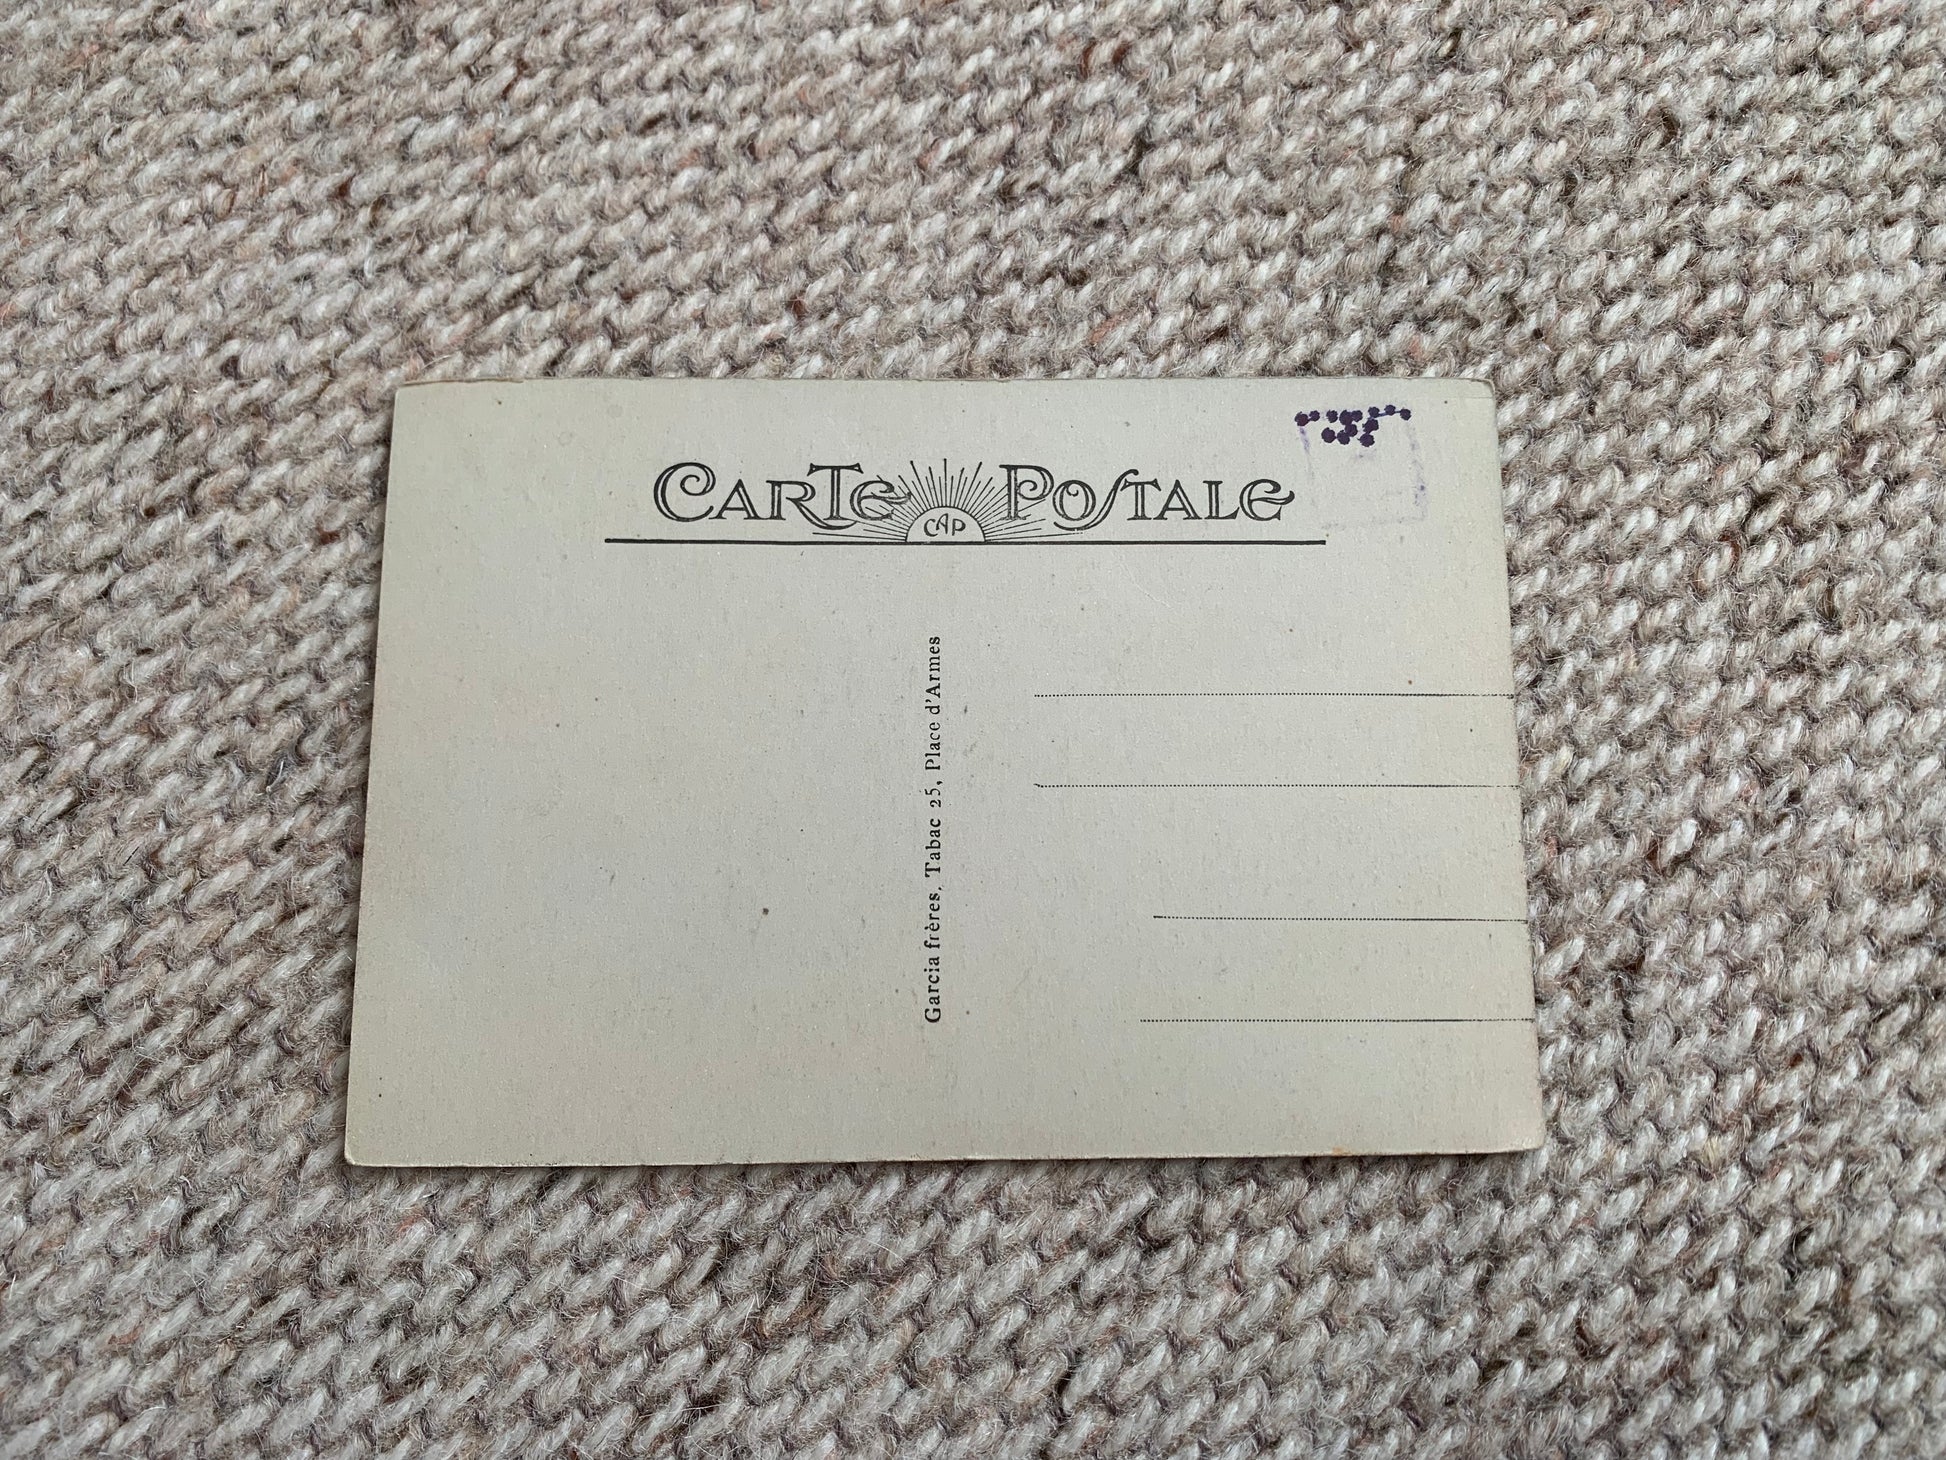 CARTE POSTALE
CAP
Garcia frères, Tabac 25, Place d'Armes